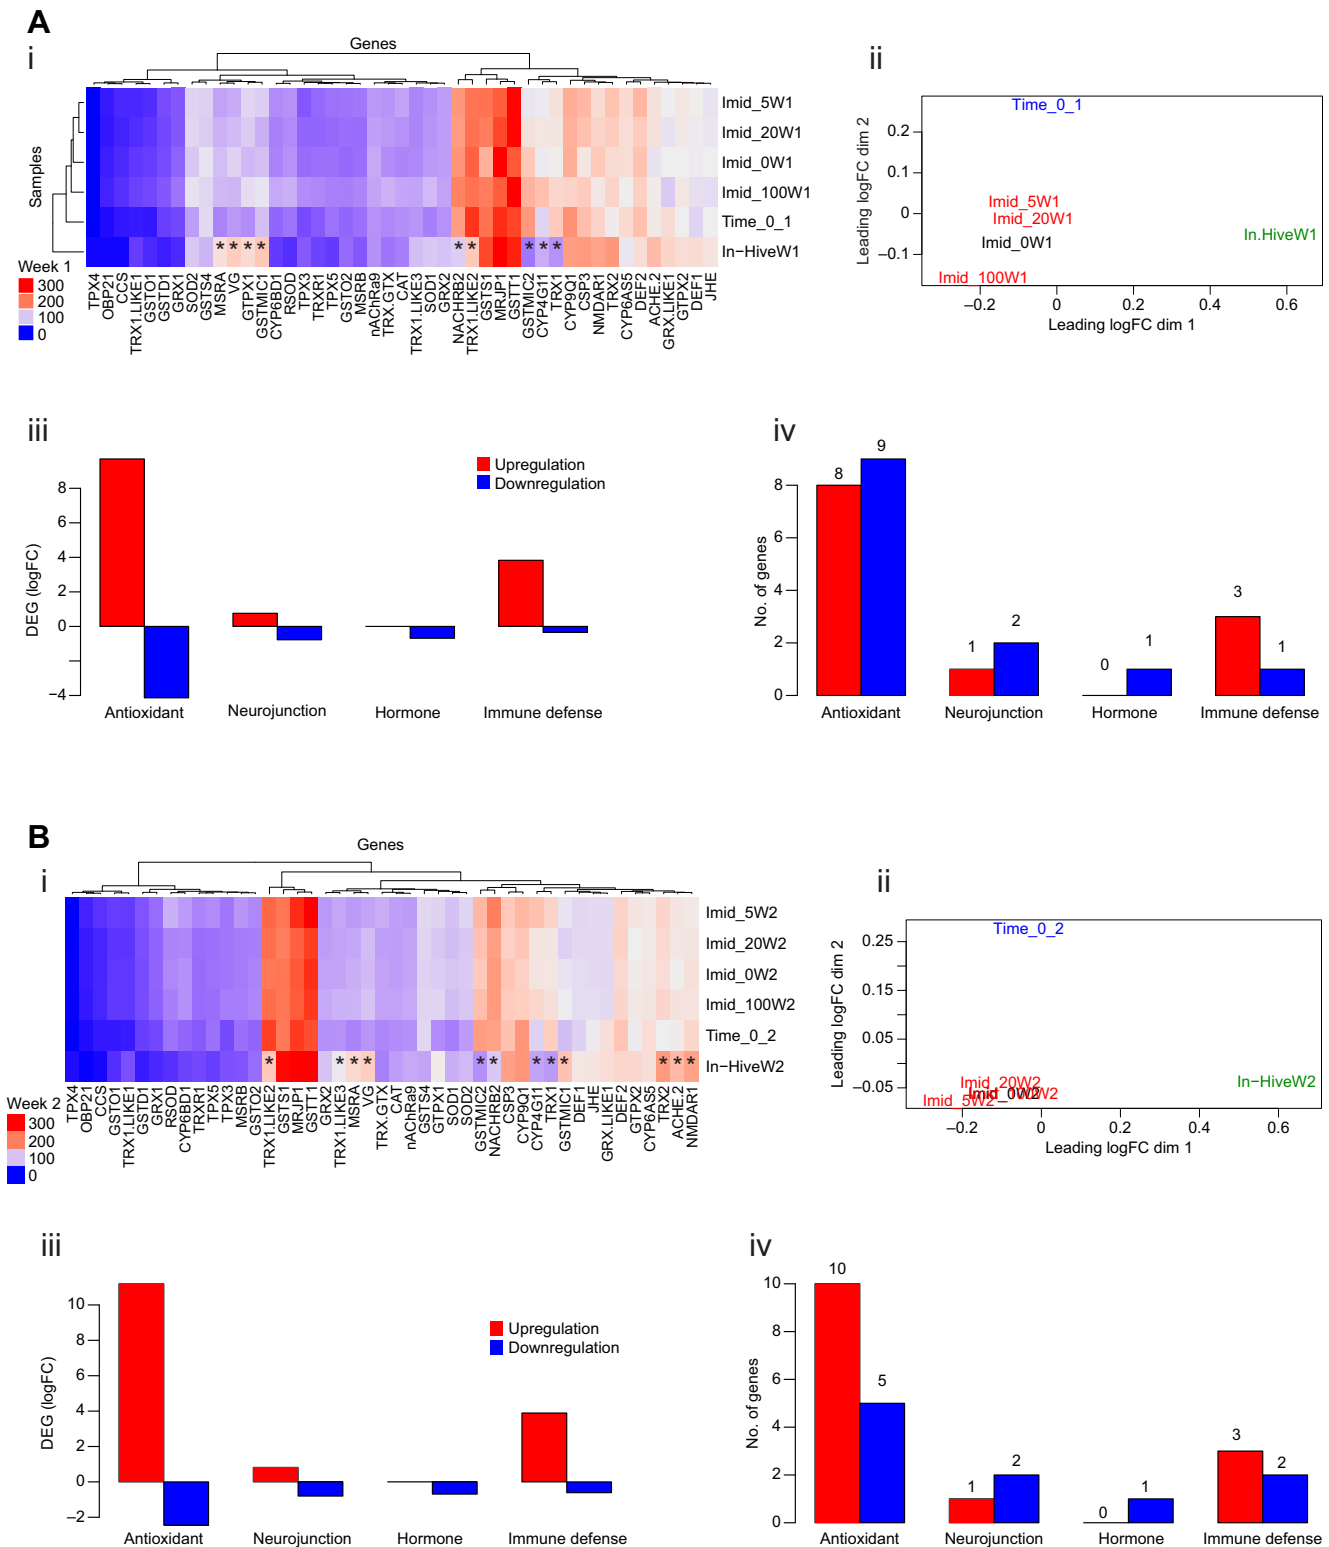 A
i
Genes
Samples
Imid_5W1
Imid_20W1
Imid_0W1
Imid_100W1
Time_0_1
In-HiveW1
* * * * * * * * *
Week 1
300
200
100
0
TPX4
OBP21
CCS
TRX1.LIKE1
GSTO1
GSTD1
GRX1
SOD2
GSTS4
MSRA
VG
GTPX1
GSTMIC1
CYP6BD1
RSOD
TPX3
TRXR1
TPX5
GSTO2
MSRB
nAchRa9
TRX.GTX
CAT
TRX1.LIKE3
SOD1
GRX2
NACHRB2
TRX1.LIKE2
GSTS1
MRJP1
GSTT1
GSTMIC2
CYP4G11
TRX1
CYP9Q1
CSP3
NMDAR1
TRX2
CYP6AS5
DEF2
ACHE.2
GRX.LIKE1
GTPX2
DEF1
JHE
ii
Leading logFC dim 2
0.2
0.1
0
−0.1
Time_0_1
Imid_5W1
Imid_20W1
Imid_0W1
Imid_100W1
In.HiveW1
−0.2 0 0.2 0.4 0.6
Leading logFC dim 1
iii
DEG (logFC)
8
6
4
2
0
−4
Upregulation
Downregulation
Antioxidant Neurojunction Hormone Immune defense
iv
No. of genes
8
6
4
2
0
8 9 1 2 0 1 3 1
Antioxidant Neurojunction Hormone Immune defense
B
i
Genes
Imid_5W2
Imid_20W2
Imid_0W2
Imid_100W2
Time_0_2
In-HiveW2
* * * * * * * * * * * *
Week 2
300
200
100
0
TPX4
OBP21
CCS
GSTO1
TRX1.LIKE1
GSTD1
GRX1
RSOD
CYP6BD1
TRXR1
TPX5
TPX3
MSRB
GSTO2
TRX1.LIKE2
GSTS1
MRJP1
GSTT1
GRX2
TRX1.LIKE3
MSRA
VG
TRX.GTX
CAT
nAchRa9
GSTS4
GTPX1
SOD1
SOD2
GSTMIC2
NACHRB2
CSP3
CYP9Q1
CYP4G11
TRX1
GSTMIC1
DEF1
JHE
GRX.LIKE1
DEF2
GTPX2
CYP6AS5
TRX2
ACHE.2
NMDAR1
ii
Leading logFC dim 2
0.25
0.15
0.05
−0.05
Time_0_2
Imid_20W2
Imid_0W2
Imid_5W2
In−HiveW2
−0.2 0 0.2 0.4 0.6
Leading logFC dim 1
iii
DEG (logFC)
10
8
6
4
2
0
−2
Upregulation
Downregulation
Antioxidant Neurojunction Hormone Immune defense
iv
No. of genes
10
8
6
4
2
0
10 5 1 2 0 1 3 2
Antioxidant Neurojunction Hormone Immune defense